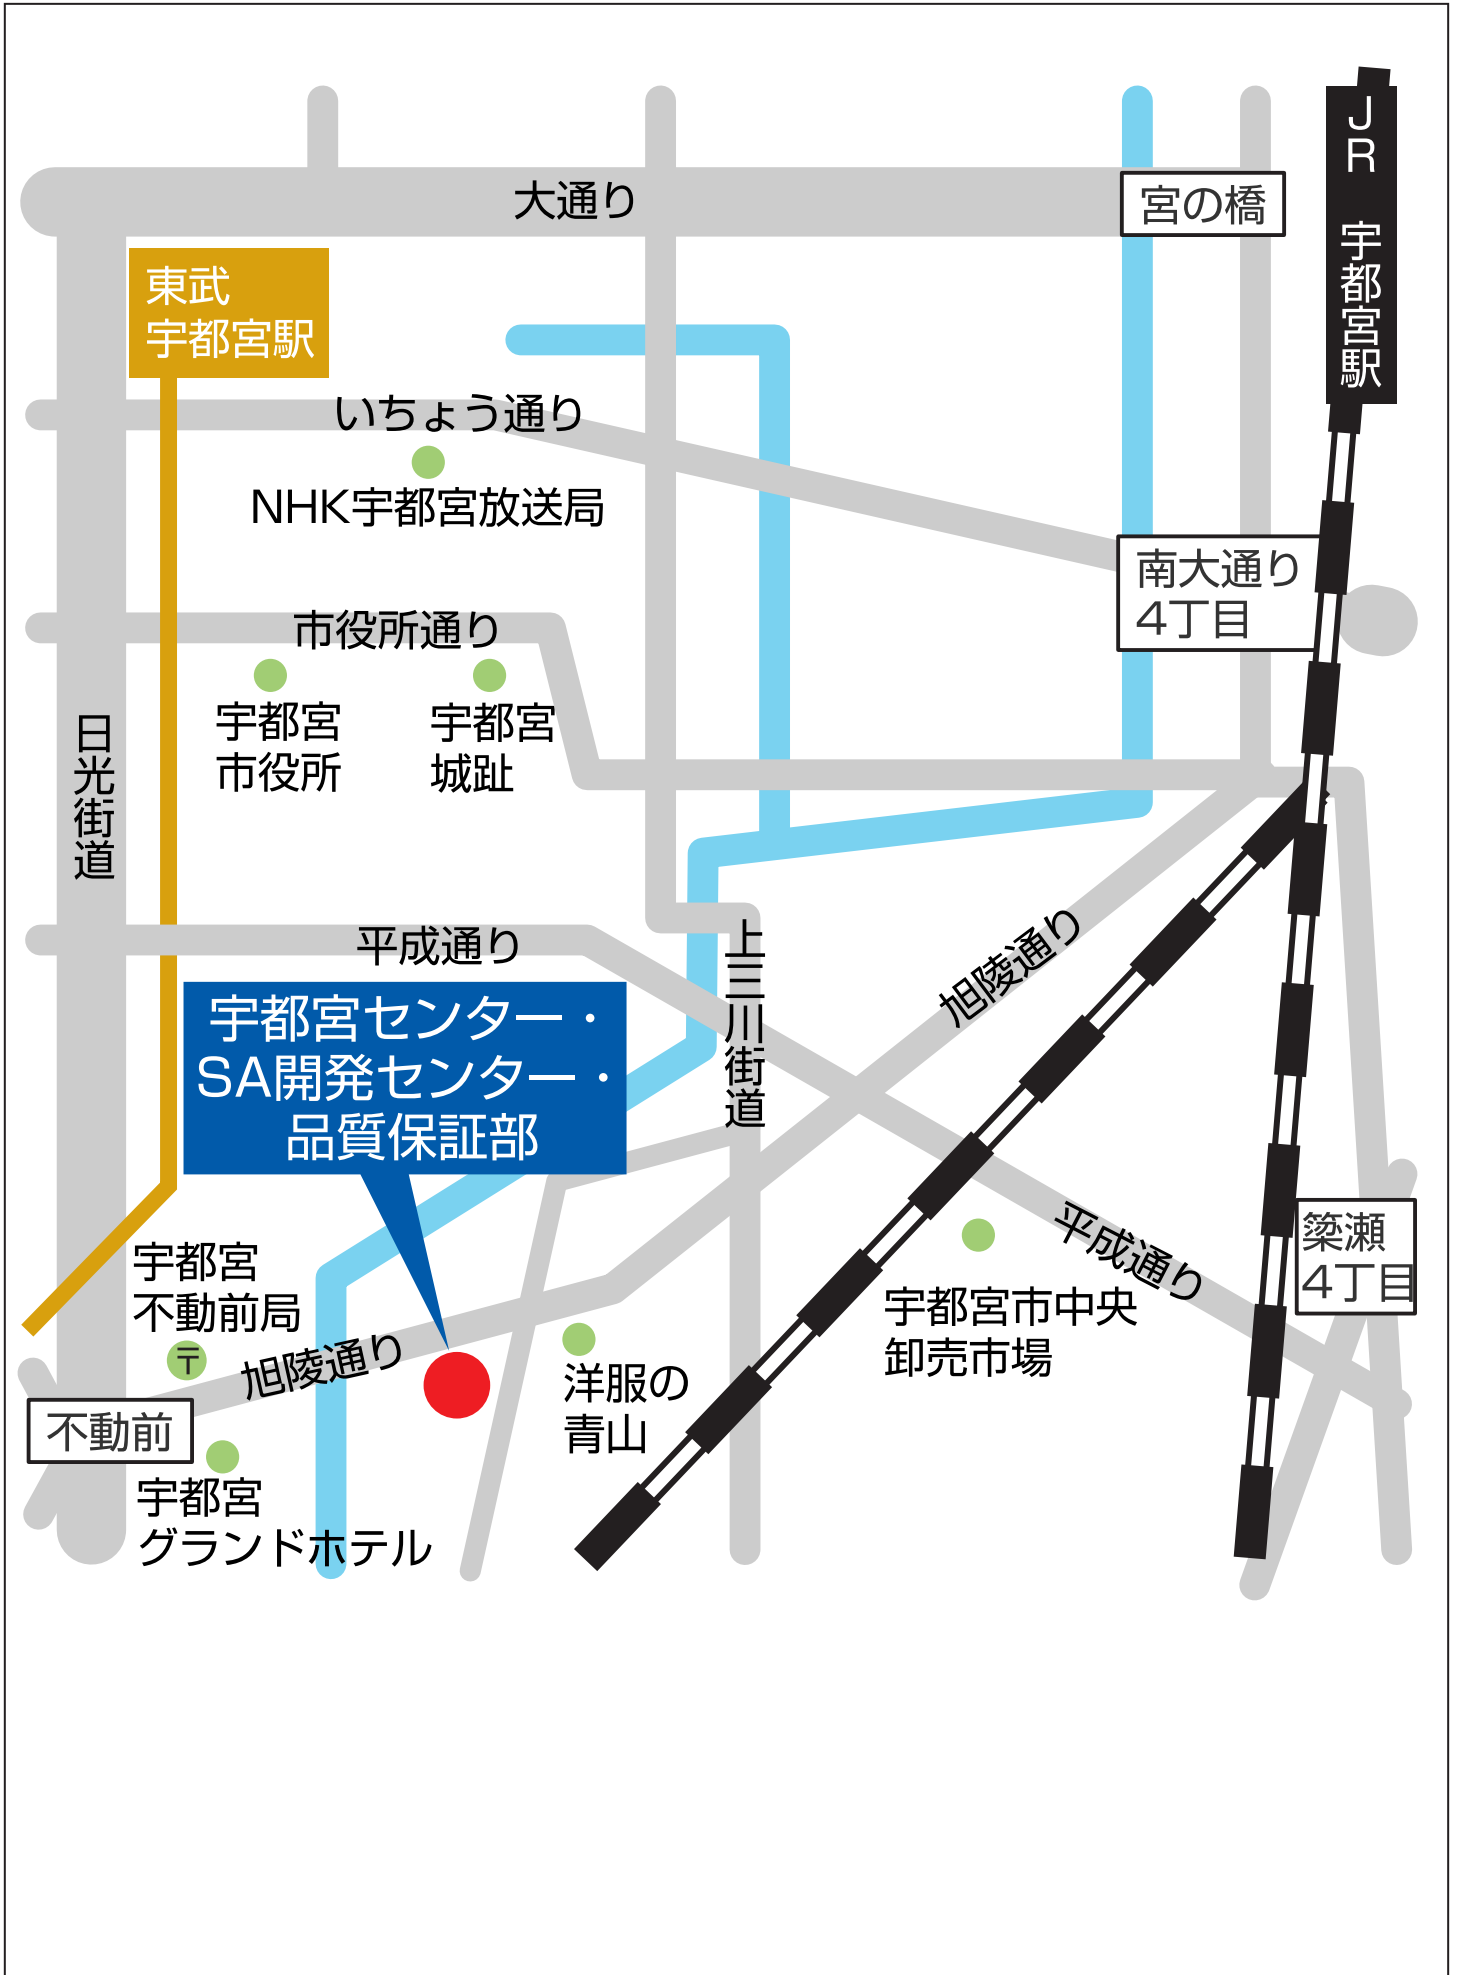 JR 宇都宮駅
大通り
宮の橋
東武
宇都宮駅
いちょう通り
NHK宇都宮放送局
南大通り
4丁目
市役所通り
宇都宮
市役所
宇都宮
城趾
日光街道
平成通り
上三川街道
旭陵通り
宇都宮センター・
SA開発センター・
品質保証部
平成通り
簗瀬
4丁目
宇都宮
不動前局
〒
旭陵通り
宇都宮市中央
卸売市場
洋服の
青山
不動前
宇都宮
グランドホテル